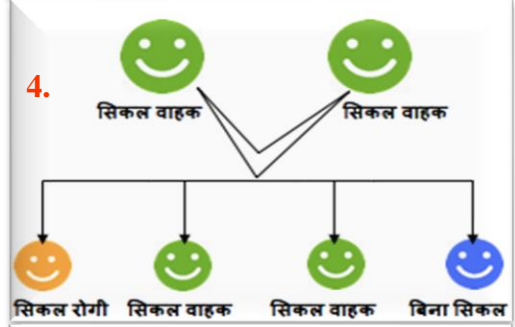 4.
सिकल वाहक सिकल वाहक
सिकल रोगी सिकल वाहक सिकल वाहक बिना सिकल